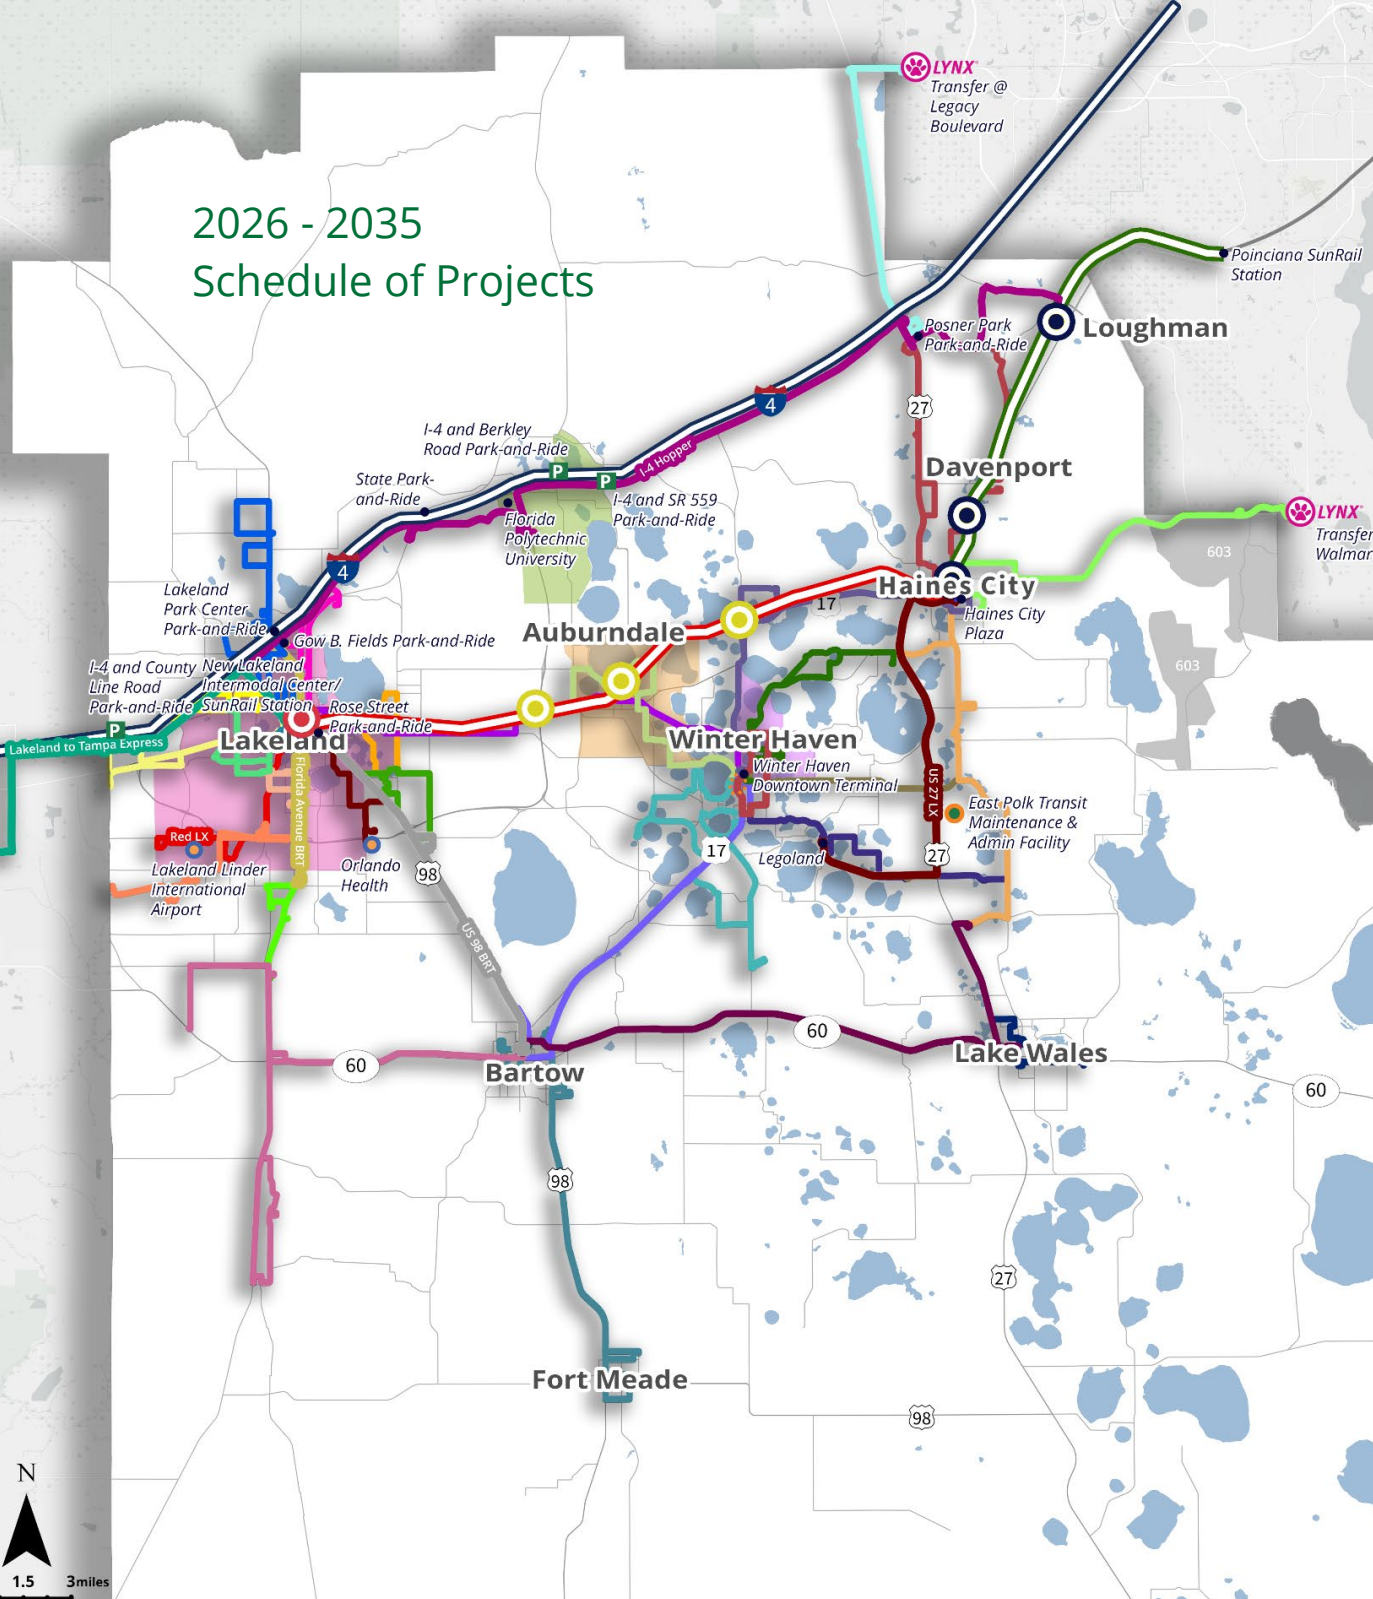 LYNX
Transfer @
Legacy
Boulevard
2026 - 2035
Schedule of Projects
Poinciana SunRail
Station
Posner Park
Park-and-Ride
Loughman
4
27
I-4 and Berkley
Road Park-and-Ride
P
P
I-4 Hopper
Davenport
State Park-
and-Ride
I-4 and SR 559
Park-and-Ride
Florida
Polytechnic
University
LYNX
Transfer
Walmar
603
4
Lakeland
Park Center
Park-and-Ride
Haines City
17
Haines City
Plaza
Auburndale
Gow B. Fields Park-and-Ride
603
I-4 and County
Line Road
Park-and-Ride
New Lakeland
Intermodal Center/
SunRail Station
Rose Street
Park-and-Ride
P
Lakeland to Tampa Express
Lakeland
Winter Haven
Winter Haven
Downtown Terminal
US 27 LX
East Polk Transit
Maintenance &
Admin Facility
Florida Avenue BRT
Red LX
Lakeland Linder
International
Airport
Orlando
Health
98
17
Legoland
27
US 98 BRT
60
60
Bartow
Lake Wales
60
98
27
Fort Meade
98
N
1.5
3miles